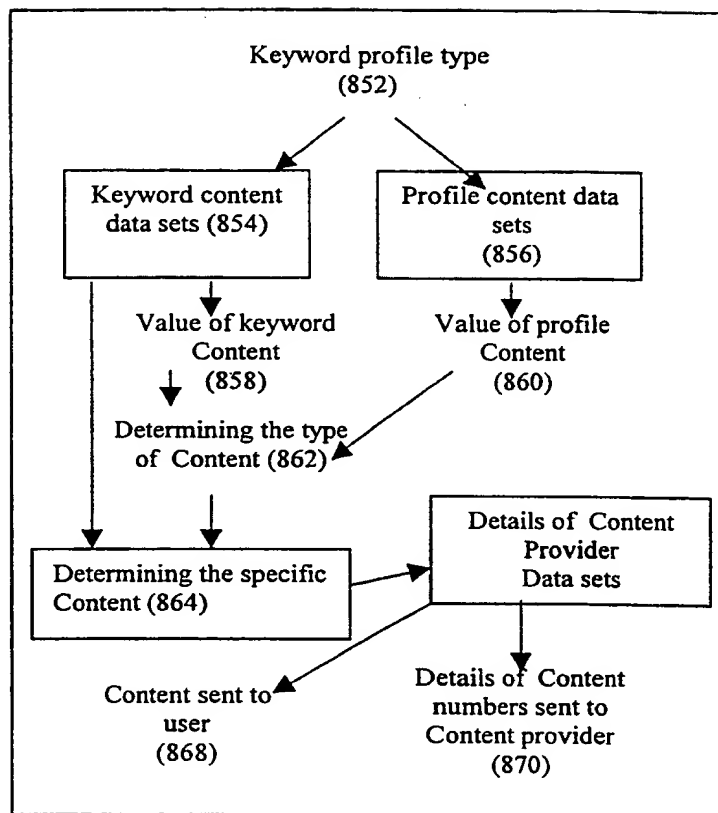 Keyword profile type
(852)
Keyword content
data sets (854)
Profile content data
sets
(856)
Value of keyword
Content
(858)
Value of profile
Content
(860)
Determining the type
of Content (862)
Details of Content
Provider
Data sets
Determining the specific
Content (864)
Content sent to
user
(868)
Details of Content
numbers sent to
Content provider
(870)